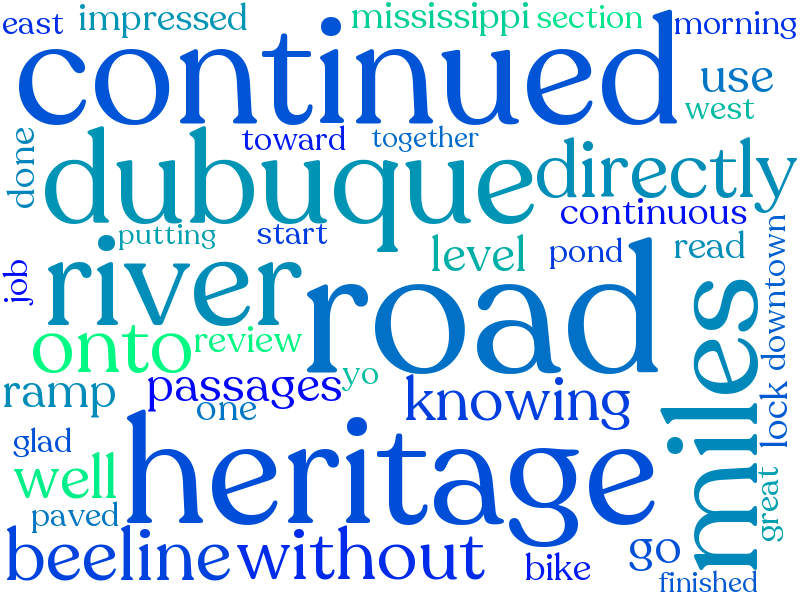 east
impressed
mississippi
section
morning
continued
use
west
done
toward
together
dubuque
directly
continuous
putting
start
level
pond
read
downtown
job
river
road
miles
onto
review
yo
ramp
passages
one
knowing
lock
glad
heritage
well
great
paved
beeline
without
bike
go
finished